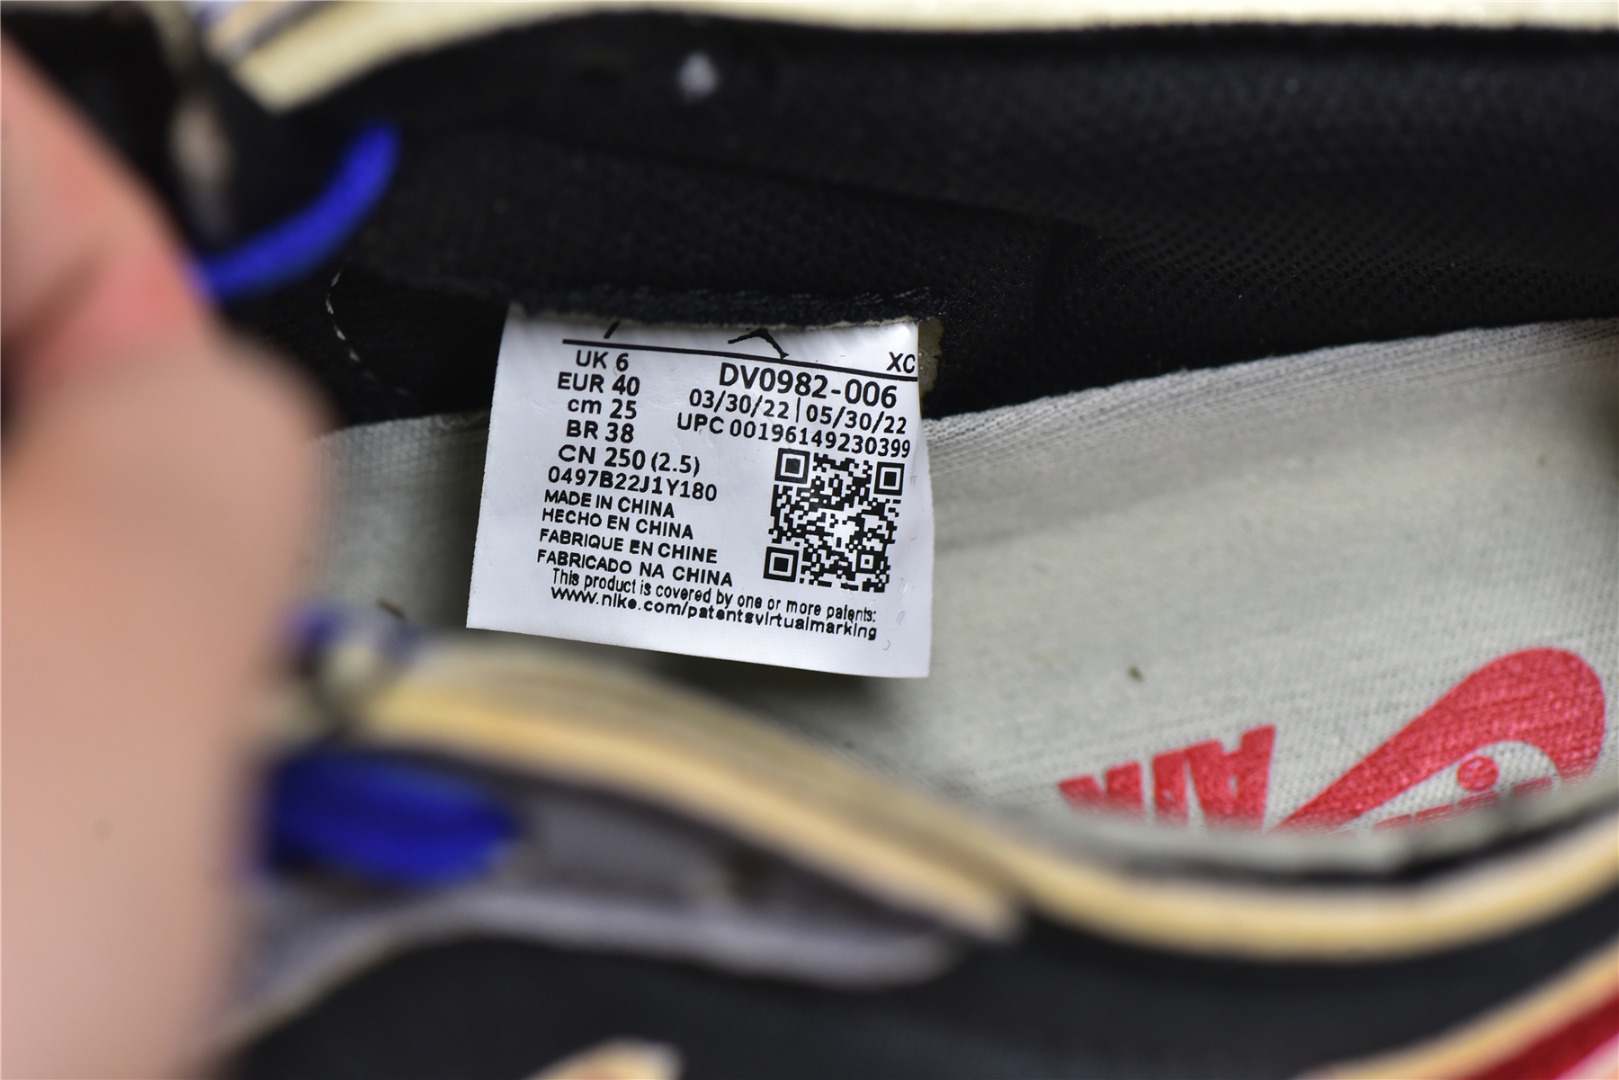 XC
UK 6
EUR 40
cm 25
BR 38
CN 250 (2.5)
0497B22J1Y180
DV0982-006
03/30/22 | 05/30/22
UPC 00196149230399
MADE IN CHINA
HECHO EN CHINA
FABRIQUE EN CHINE
FABRICADO NA CHINA
This product is covered by one or more patents:
www.nike.com/patentsvirtualmarking